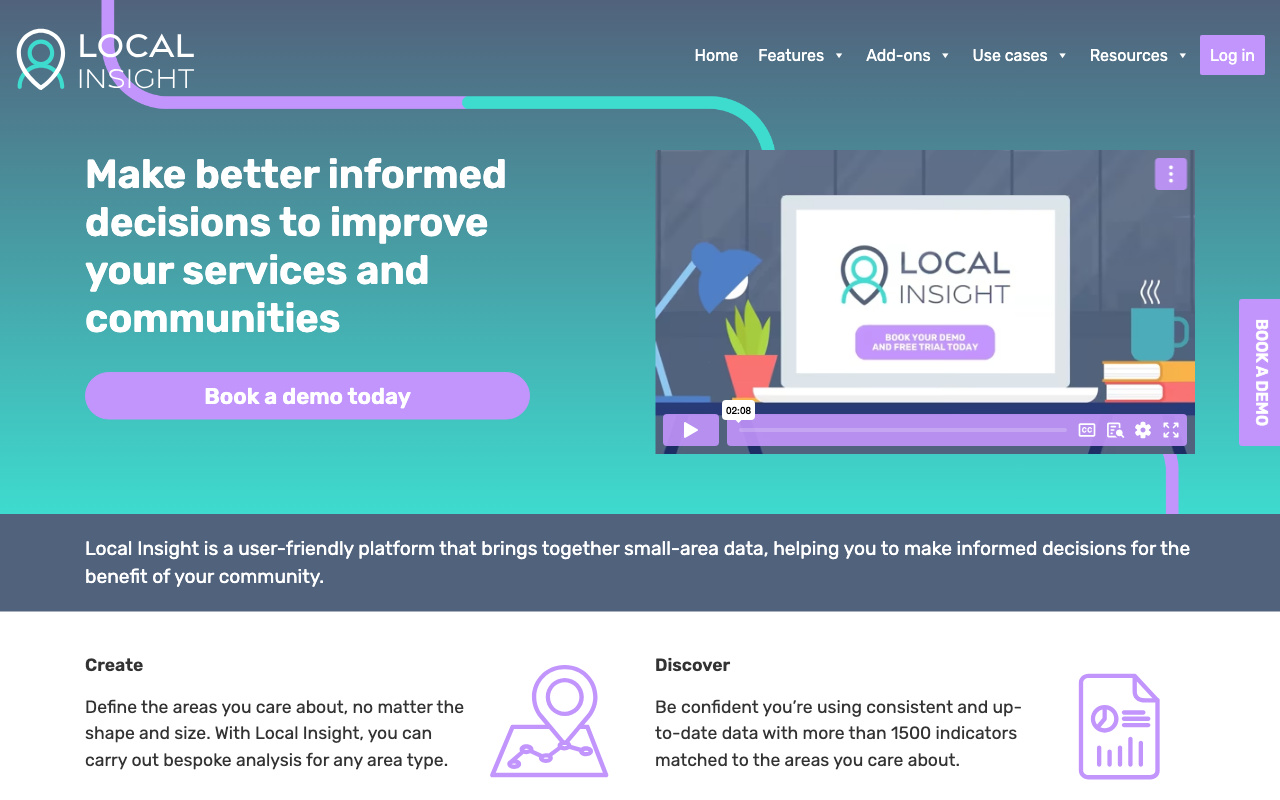 LOCAL
INSIGHT
Home
Features
Add-ons
Use cases
Resources
Log in
Make better informed
decisions to improve
your services and
communities
Book a demo today
LOCAL
INSIGHT
BOOK YOUR DEMO
AND FREE TRIAL TODAY
02:08
CC
BOOK A DEMO
Local Insight is a user-friendly platform that brings together small-area data, helping you to make informed decisions for the
benefit of your community.
Create
Define the areas you care about, no matter the
shape and size. With Local Insight, you can
carry out bespoke analysis for any area type.
Discover
Be confident you’re using consistent and up-
to-date data with more than 1500 indicators
matched to the areas you care about.